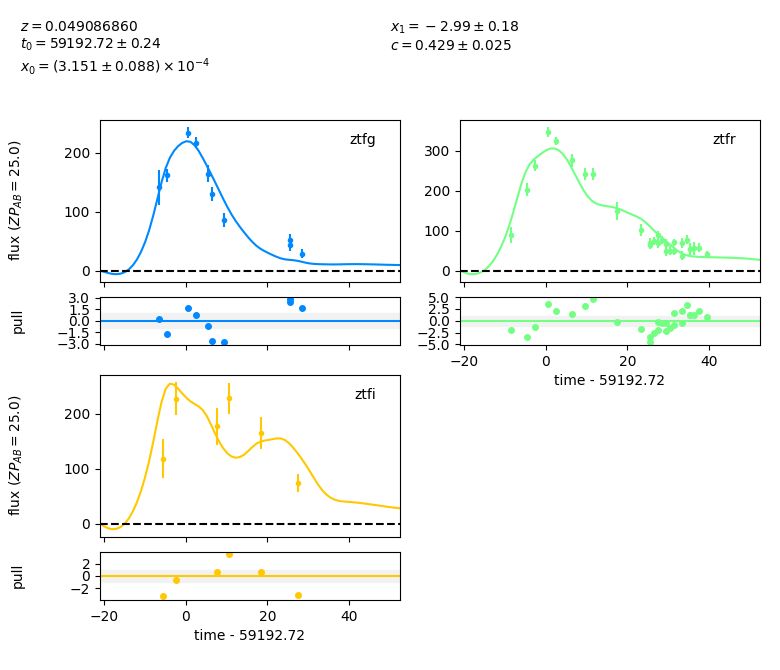 z = 0.049086860
t₀ = 59192.72 ± 0.24
x₀ = (3.151 ± 0.088) × 10⁻⁴
x₁ = −2.99 ± 0.18
c = 0.429 ± 0.025
flux (ZP_AB = 25.0)
ztfg
200
100
0
pull
3.0
1.5
0.0
−1.5
−3.0
ztfr
300
200
100
0
5.0
2.5
0.0
−2.5
−5.0
−20 0 20 40
time - 59192.72
flux (ZP_AB = 25.0)
ztfi
200
100
0
pull
2
0
−2
−20 0 20 40
time - 59192.72